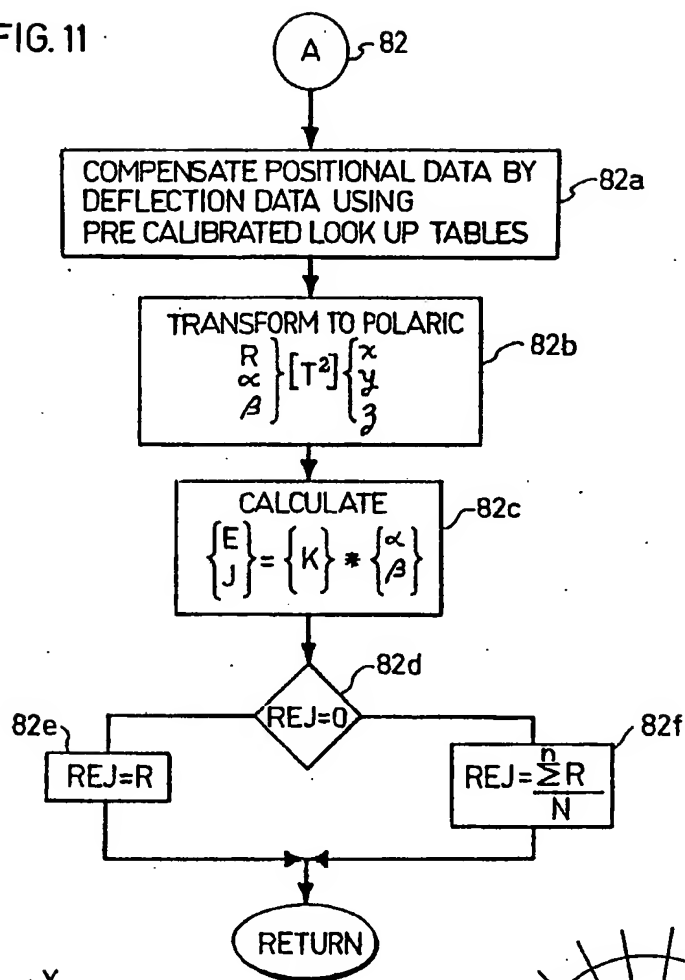 FIG. 11
A
82
COMPENSATE POSITIONAL DATA BY
DEFLECTION DATA USING
PRE CALIBRATED LOOK UP TABLES
82a
TRANSFORM TO POLARIC
R
α
β
} [T²] {
x
y
z
82b
CALCULATE
{E J} = {K} * {α β}
82c
82d
REJ=0
82e
REJ=R
82f
REJ= n Σ R
N
RETURN
X